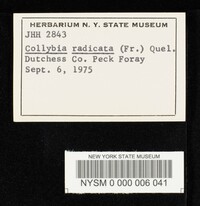 HERBARIUM N. Y. STATE MUSEUM
JHH 2843
Collybia radicata (Fr.) Quel.
Dutchess Co. Peck Foray
Sept. 6, 1975
NEW YORK STATE MUSEUM
NYSM 0 000 006 041